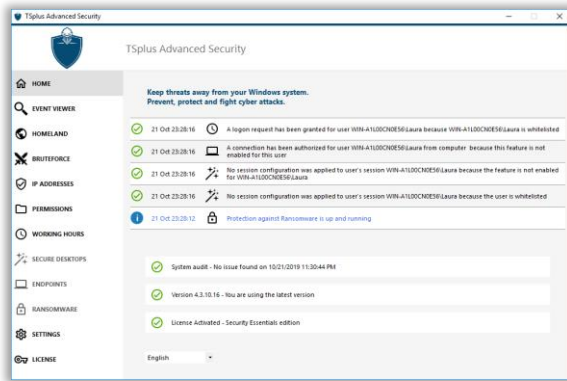 TSplus Advanced Security
TSplus Advanced Security
HOME
EVENT VIEWER
HOMELAND
BRUTEFORCE
IP ADDRESSES
PERMISSIONS
WORKING HOURS
SECURE DESKTOPS
ENDPOINTS
RANSOMWARE
SETTINGS
LICENSE
Keep threats away from your Windows system.
Prevent, protect and fight cyber attacks.
21 Oct 23:28:16 A logon request has been granted for user WIN-A1L00CN0E56\Laura because WIN-A1L00CN0E56\Laura is whitelisted
21 Oct 23:28:16 A connection has been authorized for user WIN-A1L00CN0E56\Laura from computer because this feature is not
enabled for this user
21 Oct 23:28:16 No session configuration was applied to user's session WIN-A1L00CN0E56\Laura because the feature is not enabled
for WIN-A1L00CN0E56\Laura
21 Oct 23:28:16 No session configuration was applied to user's session WIN-A1L00CN0E56\Laura because the user is whitelisted
21 Oct 23:28:12 Protection against Ransomware is up and running
System audit - No issue found on 10/21/2019 11:30:44 PM
Version 4.3.10.16 - You are using the latest version
License Activated - Security Essentials edition
English